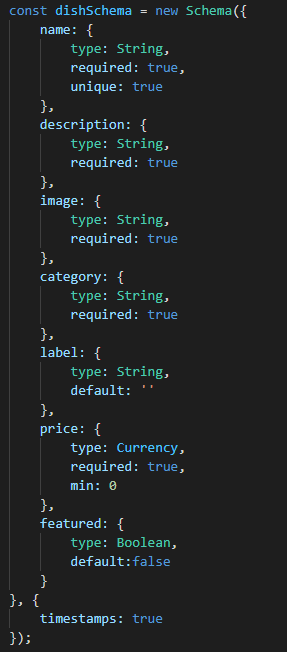 const dishSchema = new Schema({
    name: {
        type: String,
        required: true,
        unique: true
    },
    description: {
        type: String,
        required: true
    },
    image: {
        type: String,
        required: true
    },
    category: {
        type: String,
        required: true
    },
    label: {
        type: String,
        default: ''
    },
    price: {
        type: Currency,
        required: true,
        min: 0
    },
    featured: {
        type: Boolean,
        default:false
    }
}, {
    timestamps: true
});